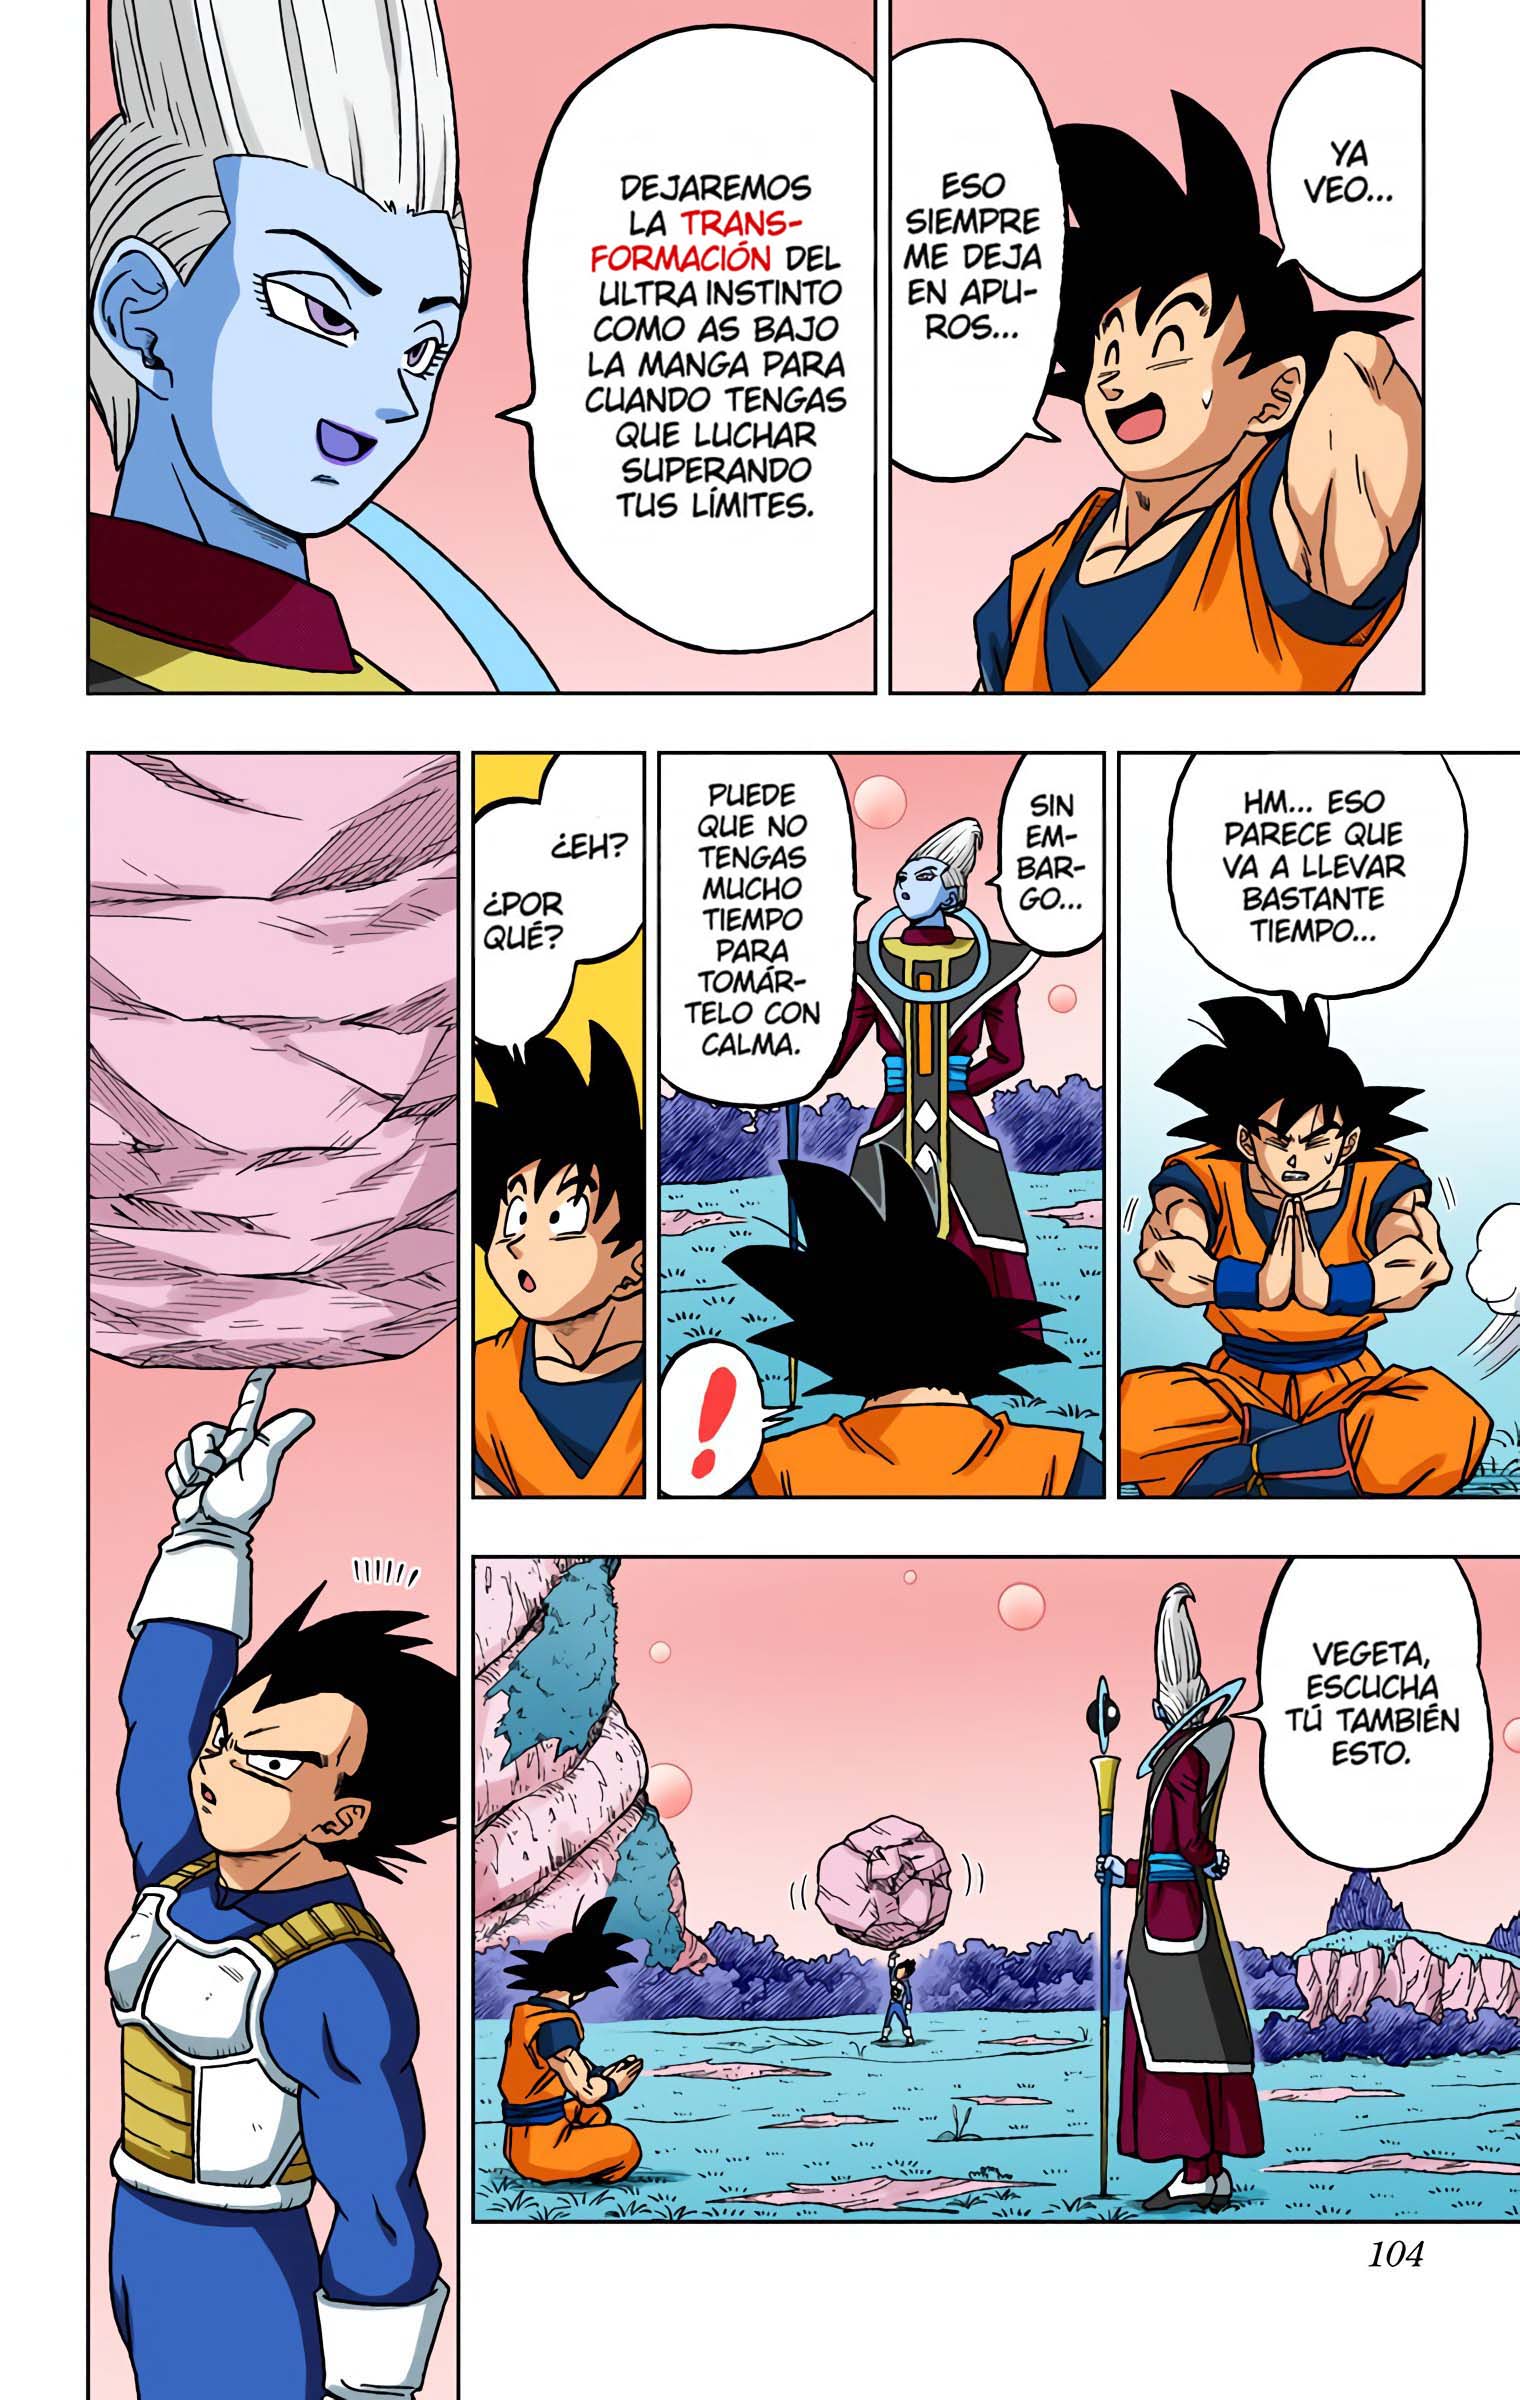 YA
VEO...
ESO
SIEMPRE
ME DEJA
EN APU-
ROS...
DEJAREMOS
LA TRANS-
FORMACIÓN DEL
ULTRA INSTINTO
COMO AS BAJO
LA MANGA PARA
CUANDO TENGAS
QUE LUCHAR
SUPERANDO
TUS LÍMITES.
HM... ESO
PARECE QUE
VA A LLEVAR
BASTANTE
TIEMPO...
SIN
EM-
BAR-
GO...
PUEDE
QUE NO
TENGAS
MUCHO
TIEMPO
PARA
TOMÁR-
TELO CON
CALMA.
!
¿EH?
¿POR
QUÉ?
VEGETA,
ESCUCHA
TÚ TAMBIÉN
ESTO.
104